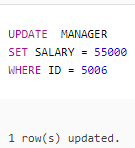 UPDATE  MANAGER
SET SALARY = 55000
WHERE ID = 5006
1 row(s) updated.